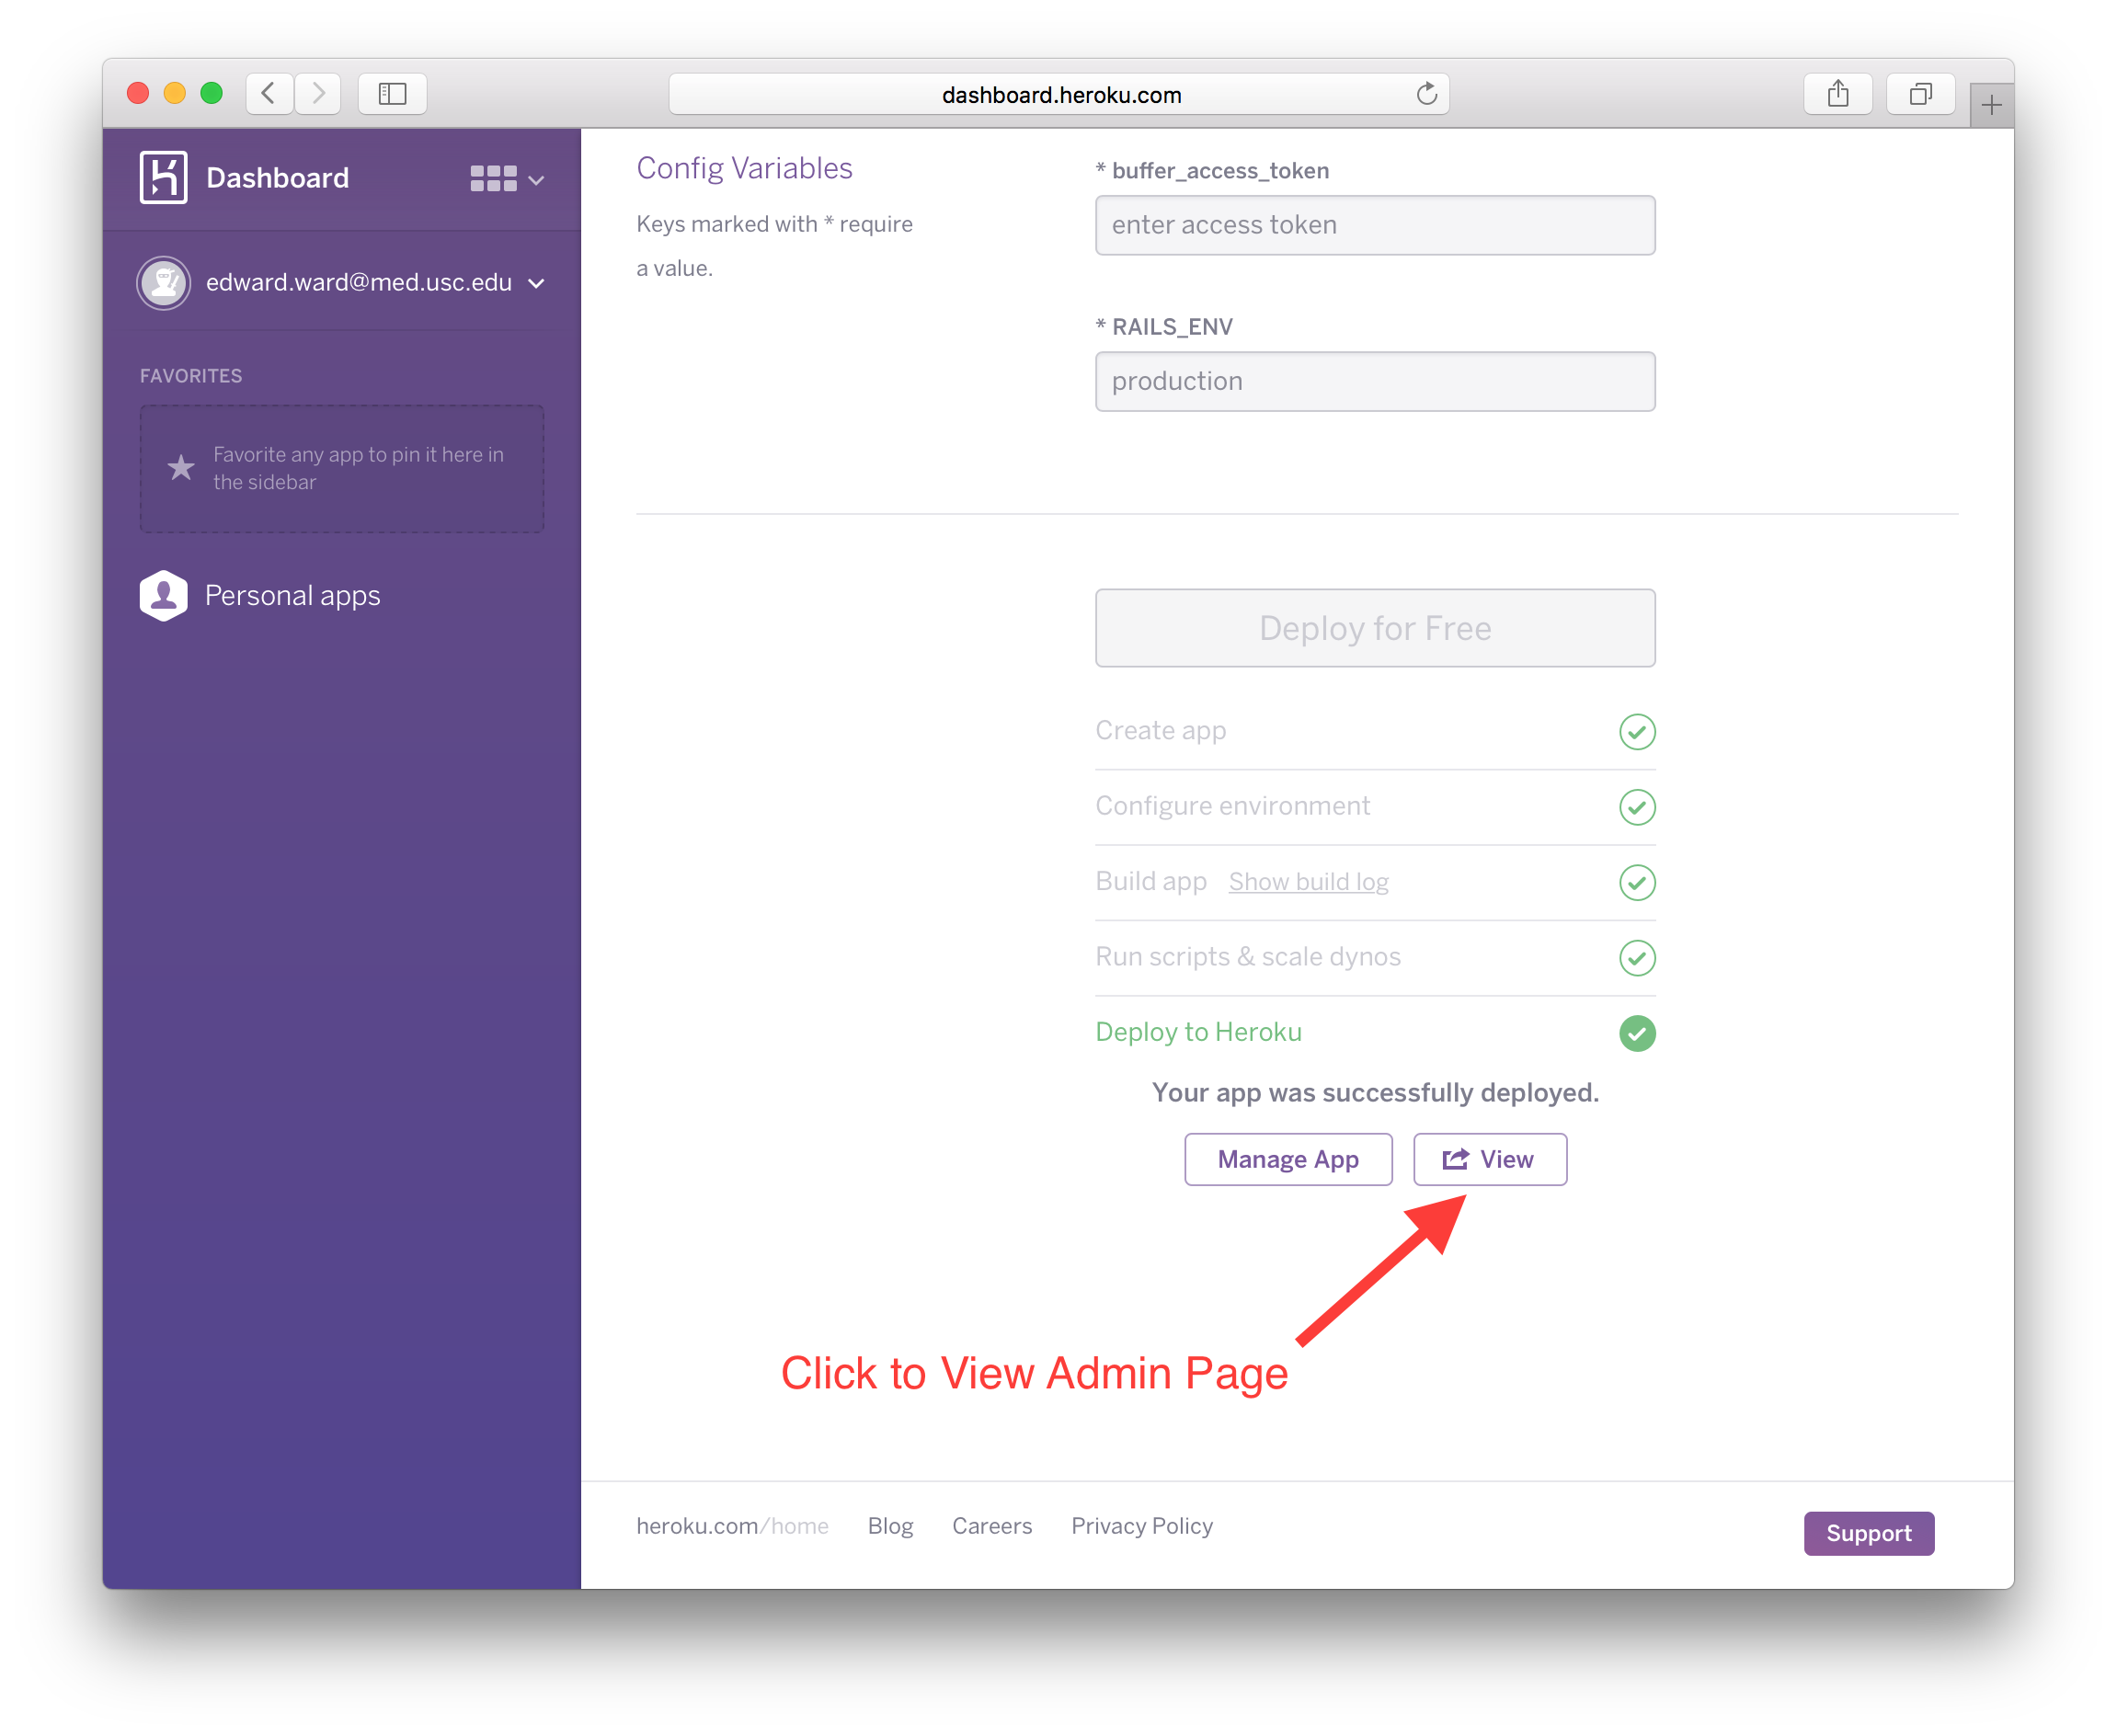 dashboard.heroku.com
Dashboard
edward.ward@med.usc.edu
FAVORITES
Favorite any app to pin it here in
the sidebar
Personal apps
Config Variables
Keys marked with * require
a value.
* buffer_access_token
enter access token
* RAILS_ENV
production
Deploy for Free
Create app
Configure environment
Build app Show build log
Run scripts & scale dynos
Deploy to Heroku
Your app was successfully deployed.
Manage App View
Click to View Admin Page
heroku.com/home Blog Careers Privacy Policy Support